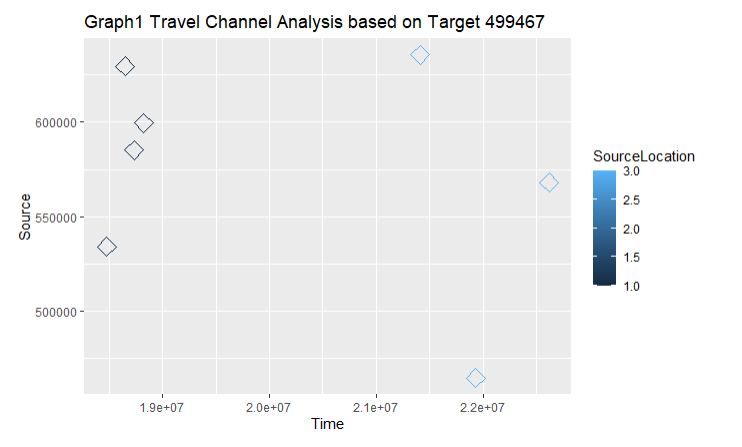 Graph1 Travel Channel Analysis based on Target 499467
Source
600000
550000
500000
1.9e+07
2.0e+07
2.1e+07
2.2e+07
Time
SourceLocation
3.0
2.5
2.0
1.5
1.0